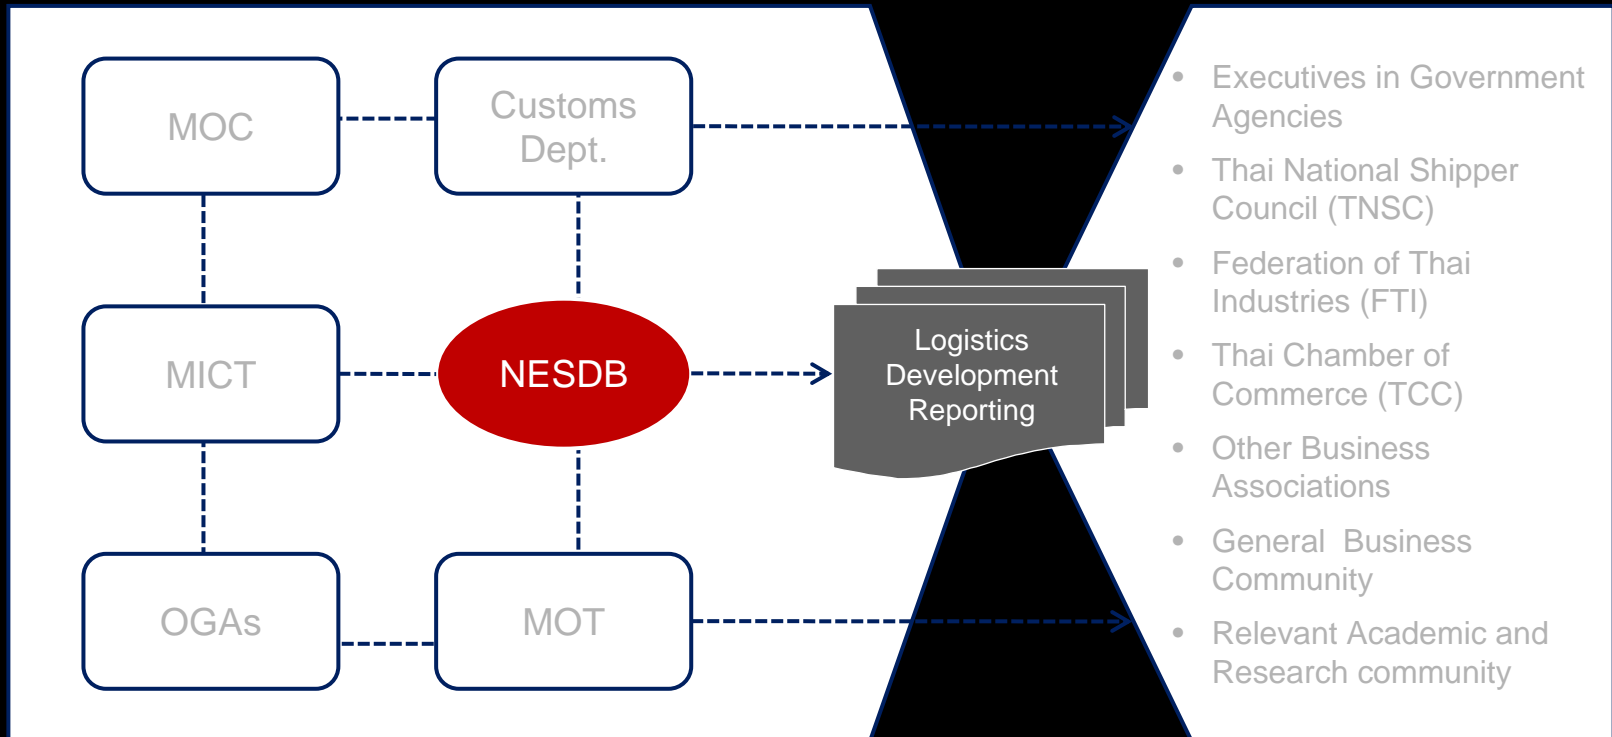 MOC
Customs
Dept.
MICT
NESDB
OGAs
MOT
Logistics
Development
Reporting
• Executives in Government
Agencies
• Thai National Shipper
Council (TNSC)
• Federation of Thai
Industries (FTI)
• Thai Chamber of
Commerce (TCC)
• Other Business
Associations
• General  Business
Community
• Relevant Academic and
Research community